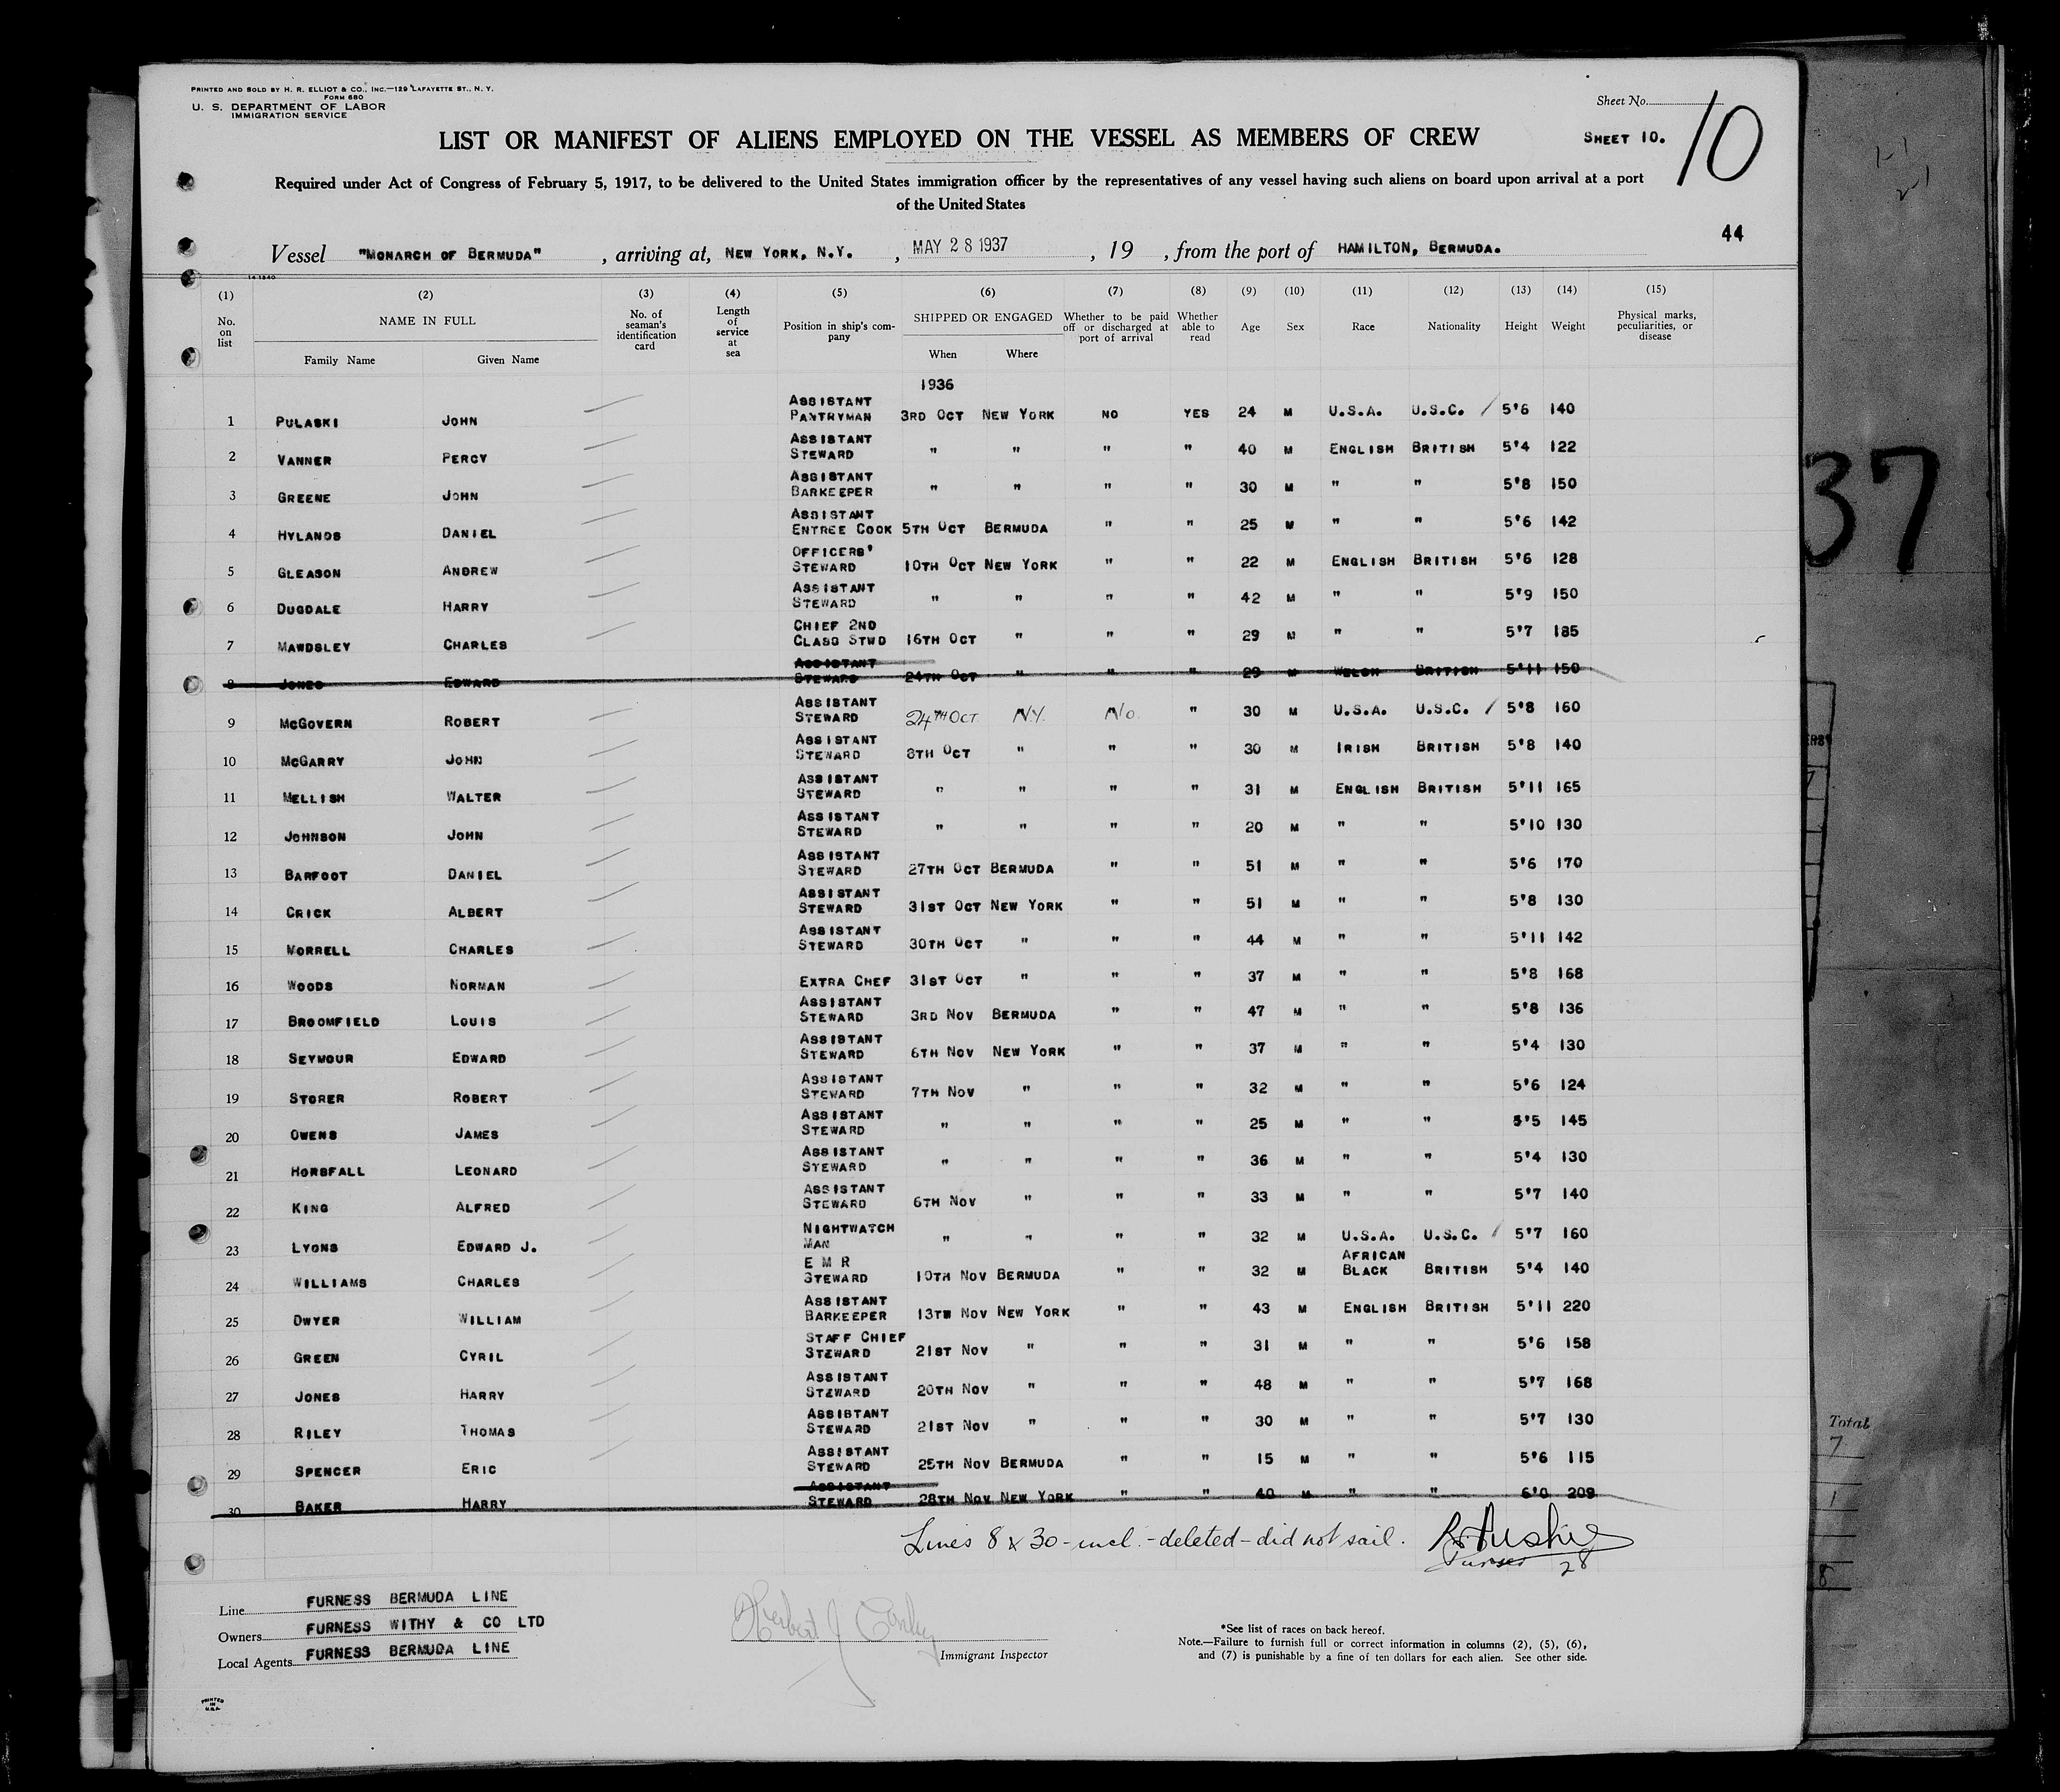 PRINTED AND SOLD BY H. R. ELLIOT & CO., INC.—129 LAFAYETTE ST., N. Y.
FORM 680
U. S. DEPARTMENT OF LABOR
IMMIGRATION SERVICE
Sheet No. 10
LIST OR MANIFEST OF ALIENS EMPLOYED ON THE VESSEL AS MEMBERS OF CREW
SHEET 10.
Required under Act of Congress of February 5, 1917, to be delivered to the United States immigration officer by the representatives of any vessel having such aliens on board upon arrival at a port
of the United States
44
Vessel "MONARCH OF BERMUDA" , arriving at, NEW YORK, N.Y. , MAY 28 1937 , 19 , from the port of HAMILTON, BERMUDA.
(1) (2) (3) (4) (5) (6) (7) (8) (9) (10) (11) (12) (13) (14) (15)
No. on list
NAME IN FULL
Family Name Given Name
No. of seaman's identification card
Length of service at sea
Position in ship's company
SHIPPED OR ENGAGED
When Where
Whether to be paid off or discharged at port of arrival
Whether able to read
Age Sex Race Nationality Height Weight
Physical marks, peculiarities, or disease
1936
1 PULASKI JOHN ASSISTANT PANTRYMAN 3RD OCT NEW YORK NO YES 24 M U.S.A. U.S.C. / 5'6 140
2 VANNER PERCY ASSISTANT STEWARD " " " " 40 M ENGLISH BRITISH 5'4 122
3 GREENE JOHN ASSISTANT BARKEEPER " " " " 30 M " " 5'8 150
4 HYLANDS DANIEL ASSISTANT ENTREE COOK 5TH OCT BERMUDA " " 25 M " " 5'6 142
5 GLEASON ANDREW OFFICERS' STEWARD 10TH OCT NEW YORK " " 22 M ENGLISH BRITISH 5'6 128
6 DUGDALE HARRY ASSISTANT STEWARD " " " " 42 M " " 5'9 150
7 MAWDSLEY CHARLES CHIEF 2ND CLASS STWD 16TH OCT " " " 29 M " " 5'7 185
8 JONES EDWARD ASSISTANT STEWARD 24TH OCT " " " 29 M WELSH BRITISH 5'11 150
9 MCGOVERN ROBERT ASSISTANT STEWARD 24TH OCT N.Y. No " 30 M U.S.A. U.S.C. / 5'8 160
10 MCGARRY JOHN ASSISTANT STEWARD 8TH OCT " " " 30 M IRISH BRITISH 5'8 140
11 MELLISH WALTER ASSISTANT STEWARD " " " " 31 M ENGLISH BRITISH 5'11 165
12 JOHNSON JOHN ASSISTANT STEWARD " " " " 20 M " " 5'10 130
13 BARFOOT DANIEL ASSISTANT STEWARD 27TH OCT BERMUDA " " 51 M " " 5'6 170
14 CRICK ALBERT ASSISTANT STEWARD 31ST OCT NEW YORK " " 51 M " " 5'8 130
15 MORRELL CHARLES ASSISTANT STEWARD 30TH OCT " " " 44 M " " 5'11 142
16 WOODS NORMAN EXTRA CHEF 31ST OCT " " " 37 M " " 5'8 168
17 BROOMFIELD LOUIS ASSISTANT STEWARD 3RD NOV BERMUDA " " 47 M " " 5'8 136
18 SEYMOUR EDWARD ASSISTANT STEWARD 6TH NOV NEW YORK " " 37 M " " 5'4 130
19 STORER ROBERT ASSISTANT STEWARD 7TH NOV " " " 32 M " " 5'6 124
20 OWENS JAMES ASSISTANT STEWARD " " " " 25 M " " 5'5 145
21 HORSFALL LEONARD ASSISTANT STEWARD " " " " 36 M " " 5'4 130
22 KING ALFRED ASSISTANT STEWARD 6TH NOV " " " 33 M " " 5'7 140
23 LYONS EDWARD J. NIGHTWATCH MAN " " " " 32 M U.S.A. U.S.C. / 5'7 160
24 WILLIAMS CHARLES E M R STEWARD 10TH NOV BERMUDA " " 32 M AFRICAN BLACK BRITISH 5'4 140
25 DWYER WILLIAM ASSISTANT BARKEEPER 13TH NOV NEW YORK " " 43 M ENGLISH BRITISH 5'11 220
26 GREEN CYRIL STAFF CHIEF STEWARD 21ST NOV " " " 31 M " " 5'6 158
27 JONES HARRY ASSISTANT STEWARD 20TH NOV " " " 48 M " " 5'7 168
28 RILEY THOMAS ASSISTANT STEWARD 21ST NOV " " " 30 M " " 5'7 130
29 SPENCER ERIC ASSISTANT STEWARD 25TH NOV BERMUDA " " 15 M " " 5'6 115
30 BAKER HARRY ASSISTANT STEWARD 28TH NOV NEW YORK " " 40 M " " 6'0 209
Lines 8 & 30 - incl. - deleted - did not sail.
Purser 28
Line FURNESS BERMUDA LINE
Owners FURNESS WITHY & CO LTD
Local Agents FURNESS BERMUDA LINE
Herbert J
Immigrant Inspector
*See list of races on back hereof.
Note.—Failure to furnish full or correct information in columns (2), (5), (6),
and (7) is punishable by a fine of ten dollars for each alien. See other side.
PRINTED IN U.S.A.
37
Total
7
1
8